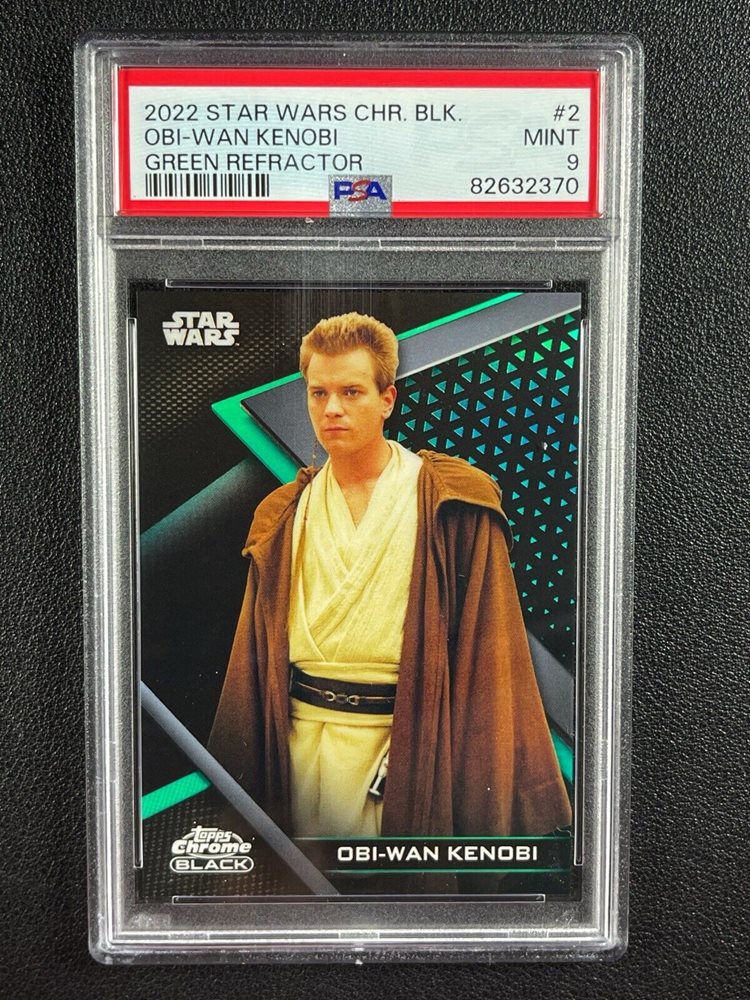 2022 STAR WARS CHR. BLK. #2
OBI-WAN KENOBI MINT
GREEN REFRACTOR 9
PSA 82632370
STAR
WARS
topps
Chrome
BLACK
OBI-WAN KENOBI